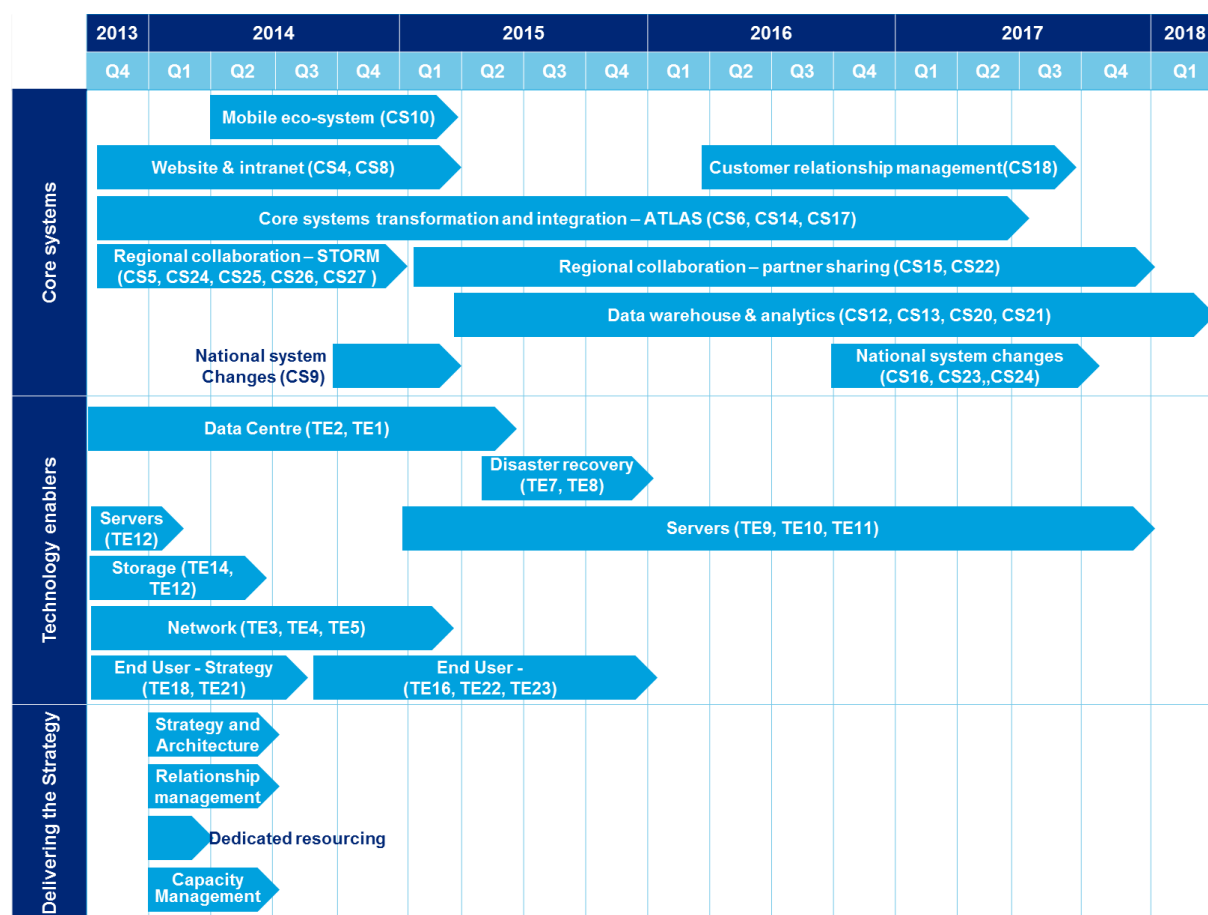 2013 2014 2015 2016 2017 2018
Q4 Q1 Q2 Q3 Q4 Q1 Q2 Q3 Q4 Q1 Q2 Q3 Q4 Q1 Q2 Q3 Q4 Q1
Core systems
Mobile eco-system (CS10)
Website & intranet (CS4, CS8)
Customer relationship management(CS18)
Core systems transformation and integration – ATLAS (CS6, CS14, CS17)
Regional collaboration – STORM
(CS5, CS24, CS25, CS26, CS27 )
Regional collaboration – partner sharing (CS15, CS22)
Data warehouse & analytics (CS12, CS13, CS20, CS21)
National system
Changes (CS9)
National system changes
(CS16, CS23,,CS24)
Technology enablers
Data Centre (TE2, TE1)
Disaster recovery
(TE7, TE8)
Servers
(TE12)
Servers (TE9, TE10, TE11)
Storage (TE14,
TE12)
Network (TE3, TE4, TE5)
End User - Strategy
(TE18, TE21)
End User -
(TE16, TE22, TE23)
Delivering the Strategy
Strategy and
Architecture
Relationship
management
Dedicated resourcing
Capacity
Management